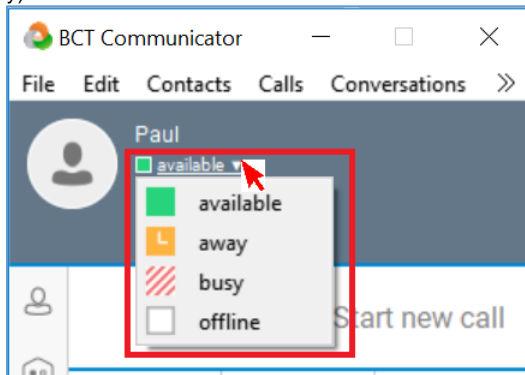 y,
BCT Communicator
File Edit Contacts Calls Conversations
Paul
available
available
away
busy
offline
Start new call